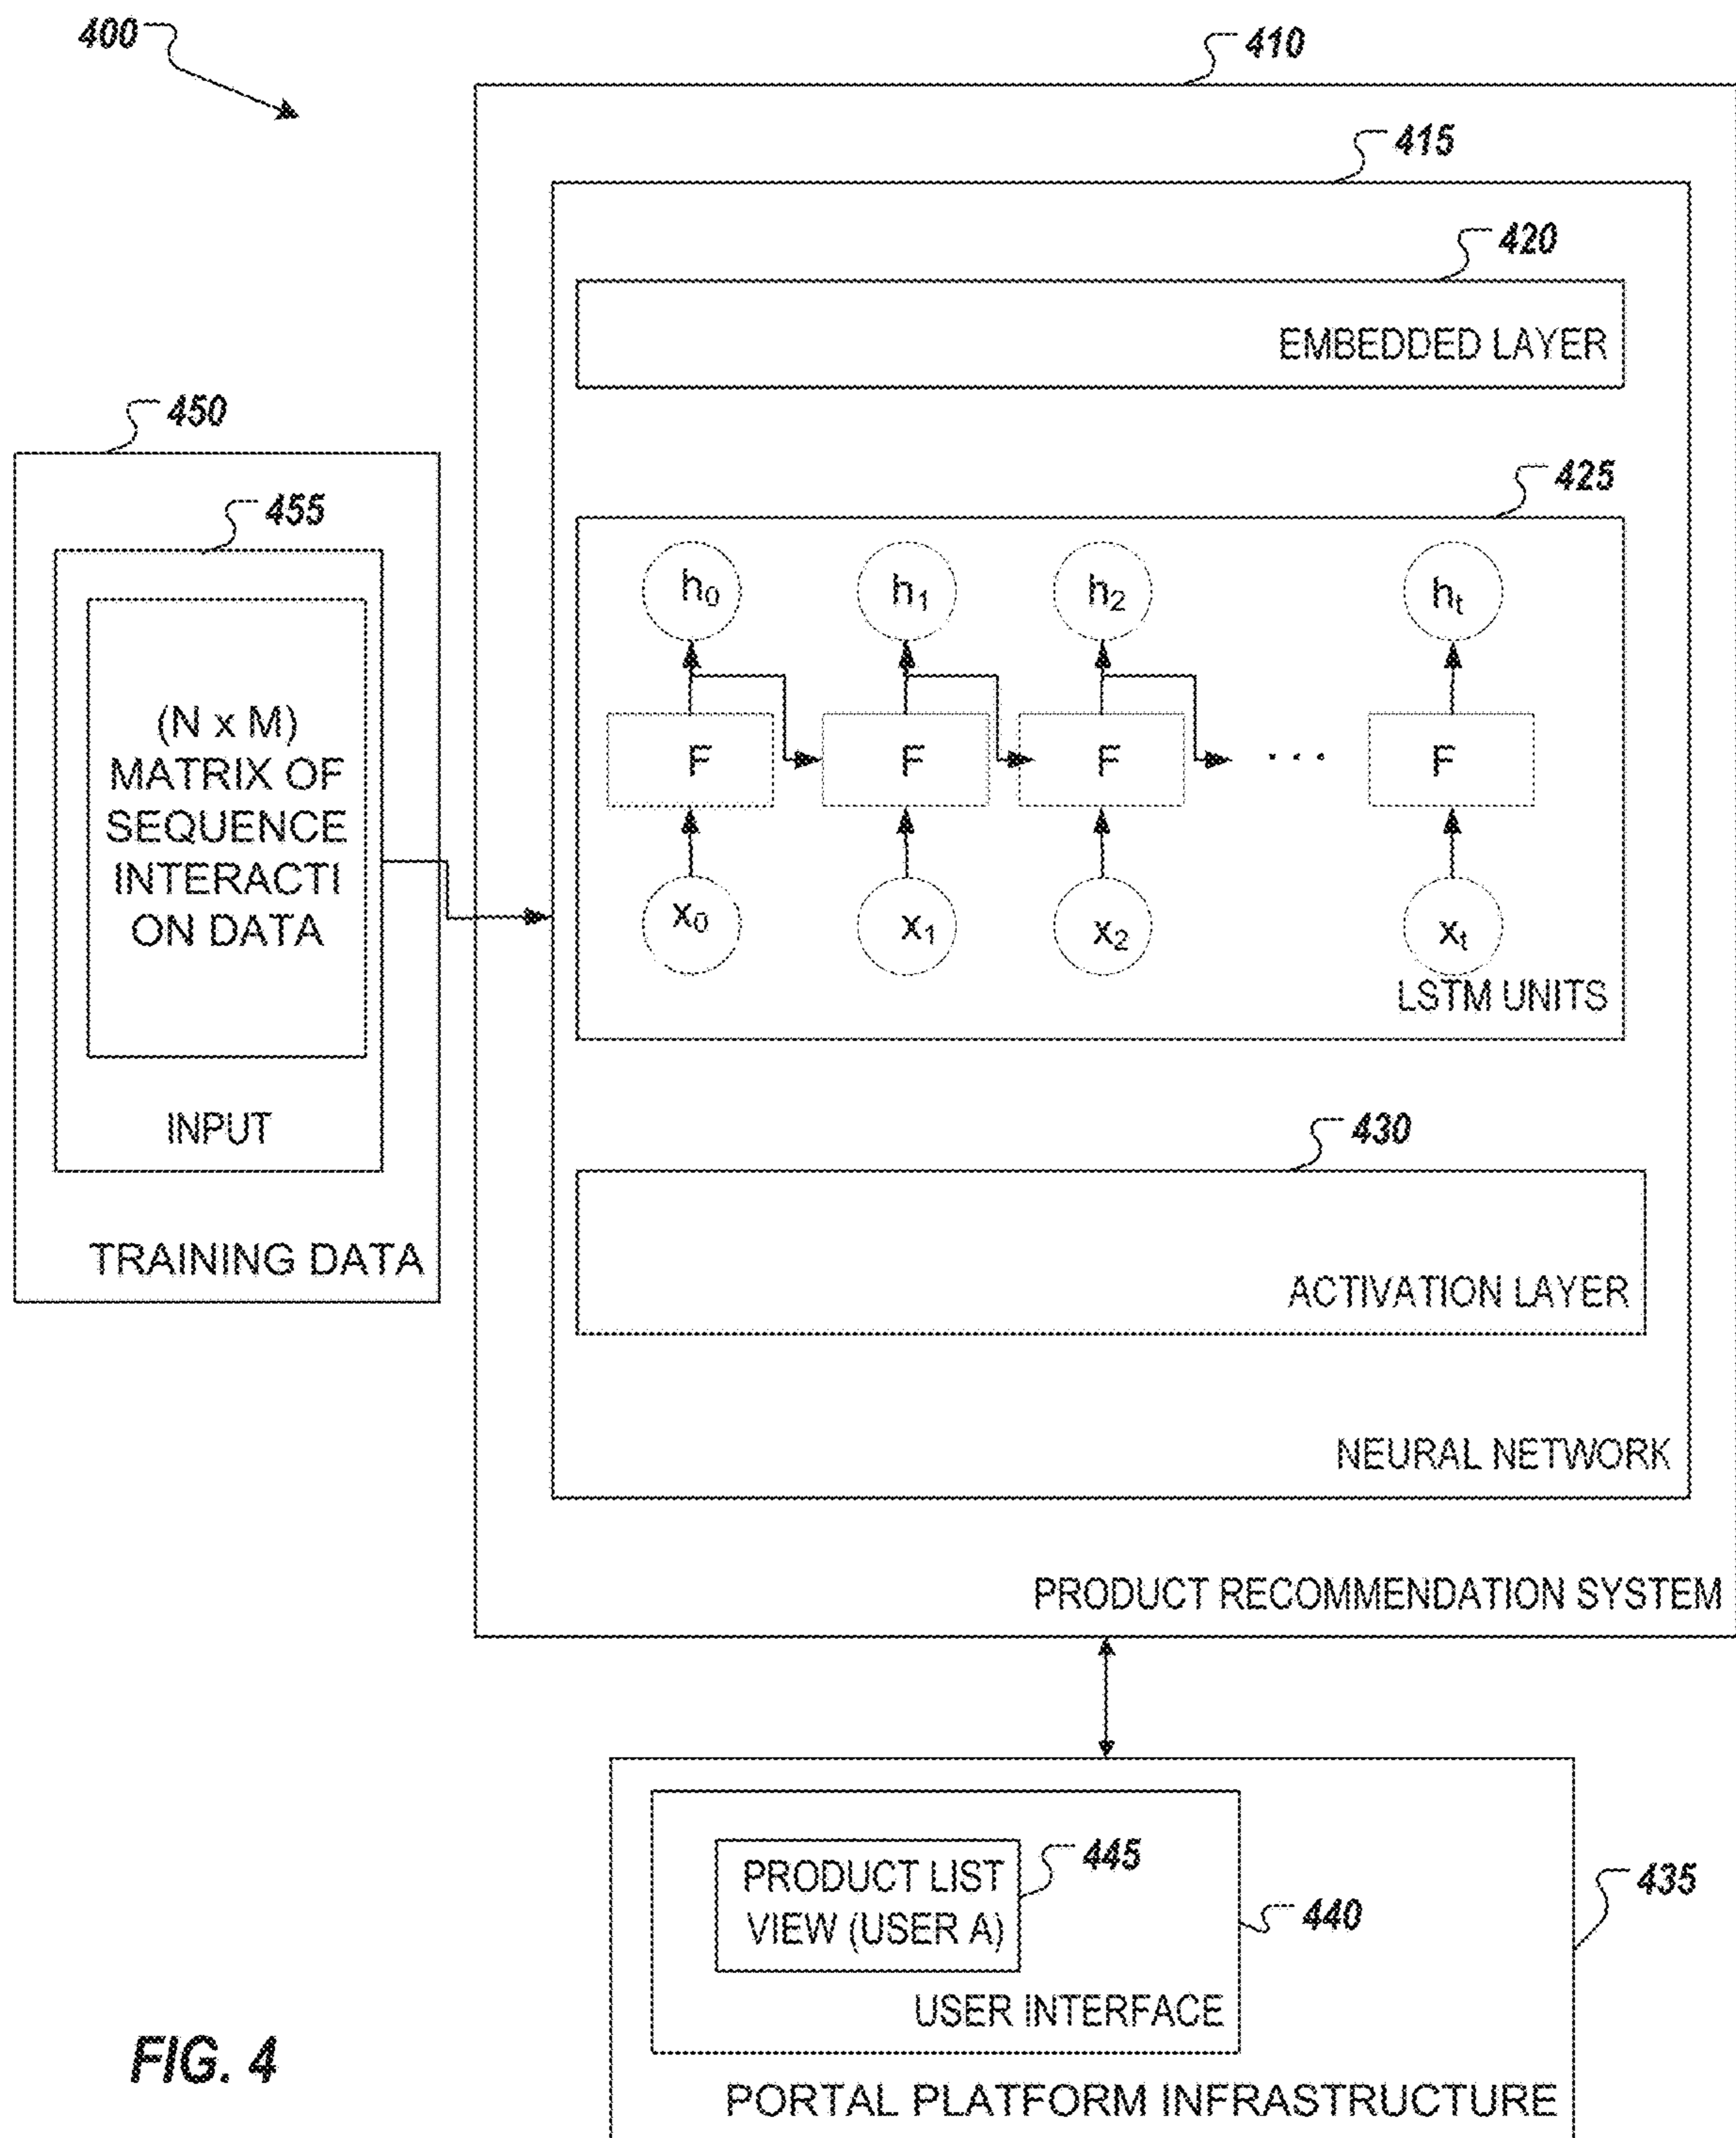 400
410
415
420
EMBEDDED LAYER
450
455
(N x M)
MATRIX OF
SEQUENCE
INTERACTI
ON DATA
INPUT
TRAINING DATA
425
h₀ h₁ h₂ hₜ
F F F . . . F
x₀ x₁ x₂ xₜ
LSTM UNITS
430
ACTIVATION LAYER
NEURAL NETWORK
PRODUCT RECOMMENDATION SYSTEM
445
PRODUCT LIST
VIEW (USER A)
440
435
USER INTERFACE
PORTAL PLATFORM INFRASTRUCTURE
FIG. 4